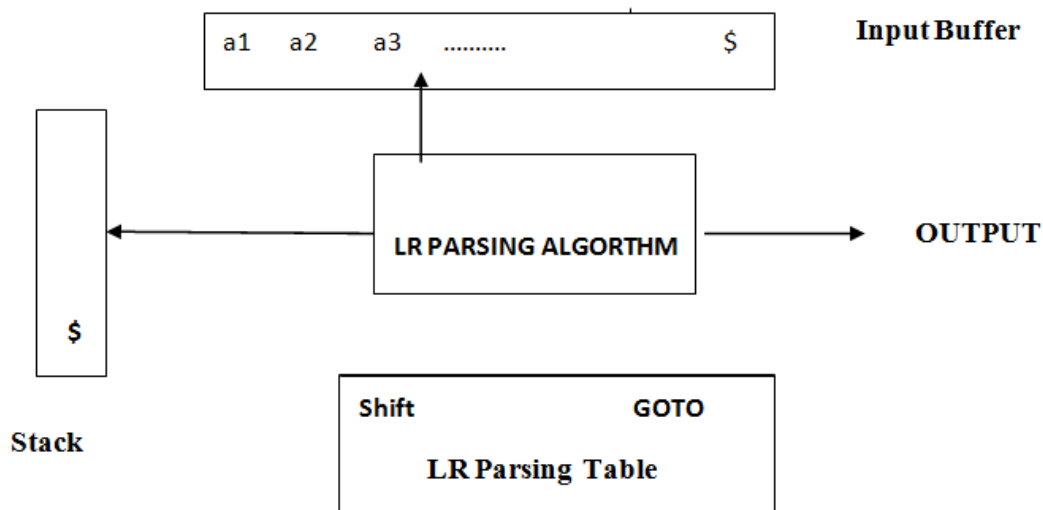 a1 a2 a3 .......... $
Input Buffer
LR PARSING ALGORTHM
OUTPUT
$
Stack
Shift GOTO
LR Parsing Table